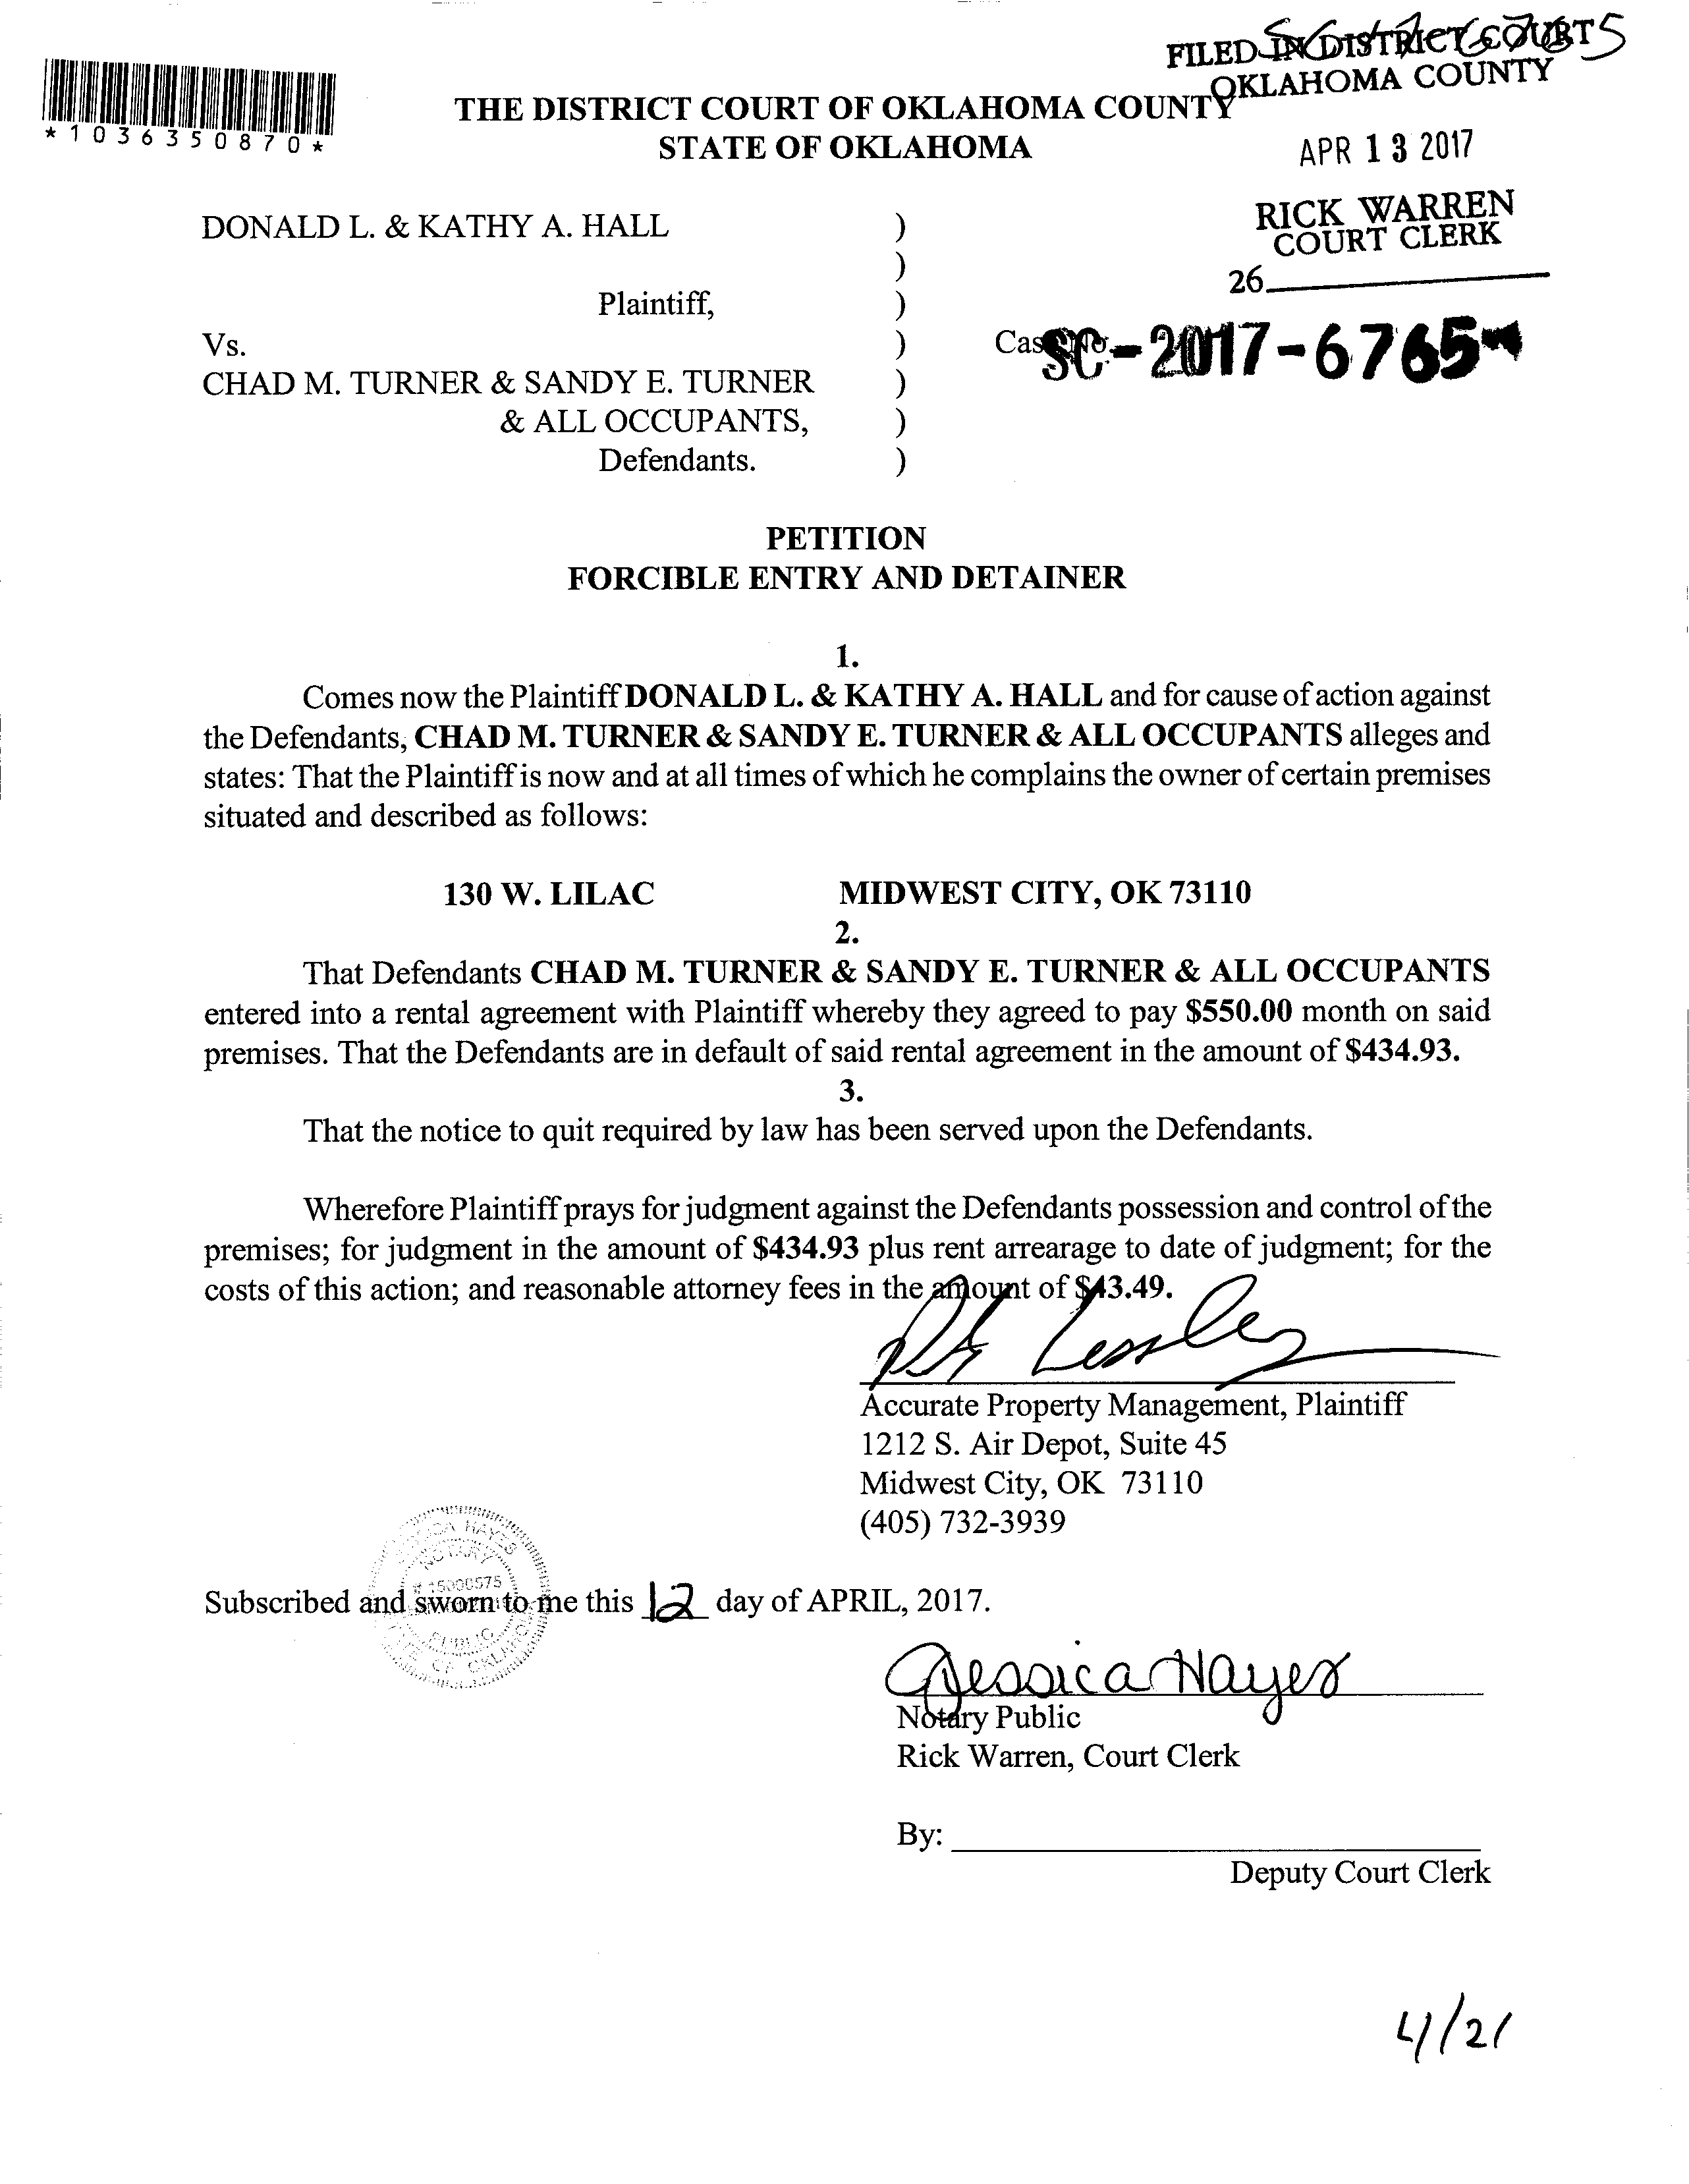 FILED IN DISTRICT COURT
OKLAHOMA COUNTY
*1036350870*
THE DISTRICT COURT OF OKLAHOMA COUNTY
STATE OF OKLAHOMA
APR 13 2017
RICK WARREN
COURT CLERK
26
DONALD L. & KATHY A. HALL )
)
Plaintiff, )
Vs. ) Case No. SC-2017-6765
CHAD M. TURNER & SANDY E. TURNER )
& ALL OCCUPANTS, )
Defendants. )
PETITION
FORCIBLE ENTRY AND DETAINER
1.
Comes now the Plaintiff DONALD L. & KATHY A. HALL and for cause of action against
the Defendants, CHAD M. TURNER & SANDY E. TURNER & ALL OCCUPANTS alleges and
states: That the Plaintiff is now and at all times of which he complains the owner of certain premises
situated and described as follows:
130 W. LILAC MIDWEST CITY, OK 73110
2.
That Defendants CHAD M. TURNER & SANDY E. TURNER & ALL OCCUPANTS
entered into a rental agreement with Plaintiff whereby they agreed to pay $550.00 month on said
premises. That the Defendants are in default of said rental agreement in the amount of $434.93.
3.
That the notice to quit required by law has been served upon the Defendants.
Wherefore Plaintiff prays for judgment against the Defendants possession and control of the
premises; for judgment in the amount of $434.93 plus rent arrearage to date of judgment; for the
costs of this action; and reasonable attorney fees in the amount of $43.49.
Accurate Property Management, Plaintiff
1212 S. Air Depot, Suite 45
Midwest City, OK 73110
(405) 732-3939
Subscribed and sworn to me this 12 day of APRIL, 2017.
Jessica Hayes
Notary Public
Rick Warren, Court Clerk
By:
Deputy Court Clerk
4/21